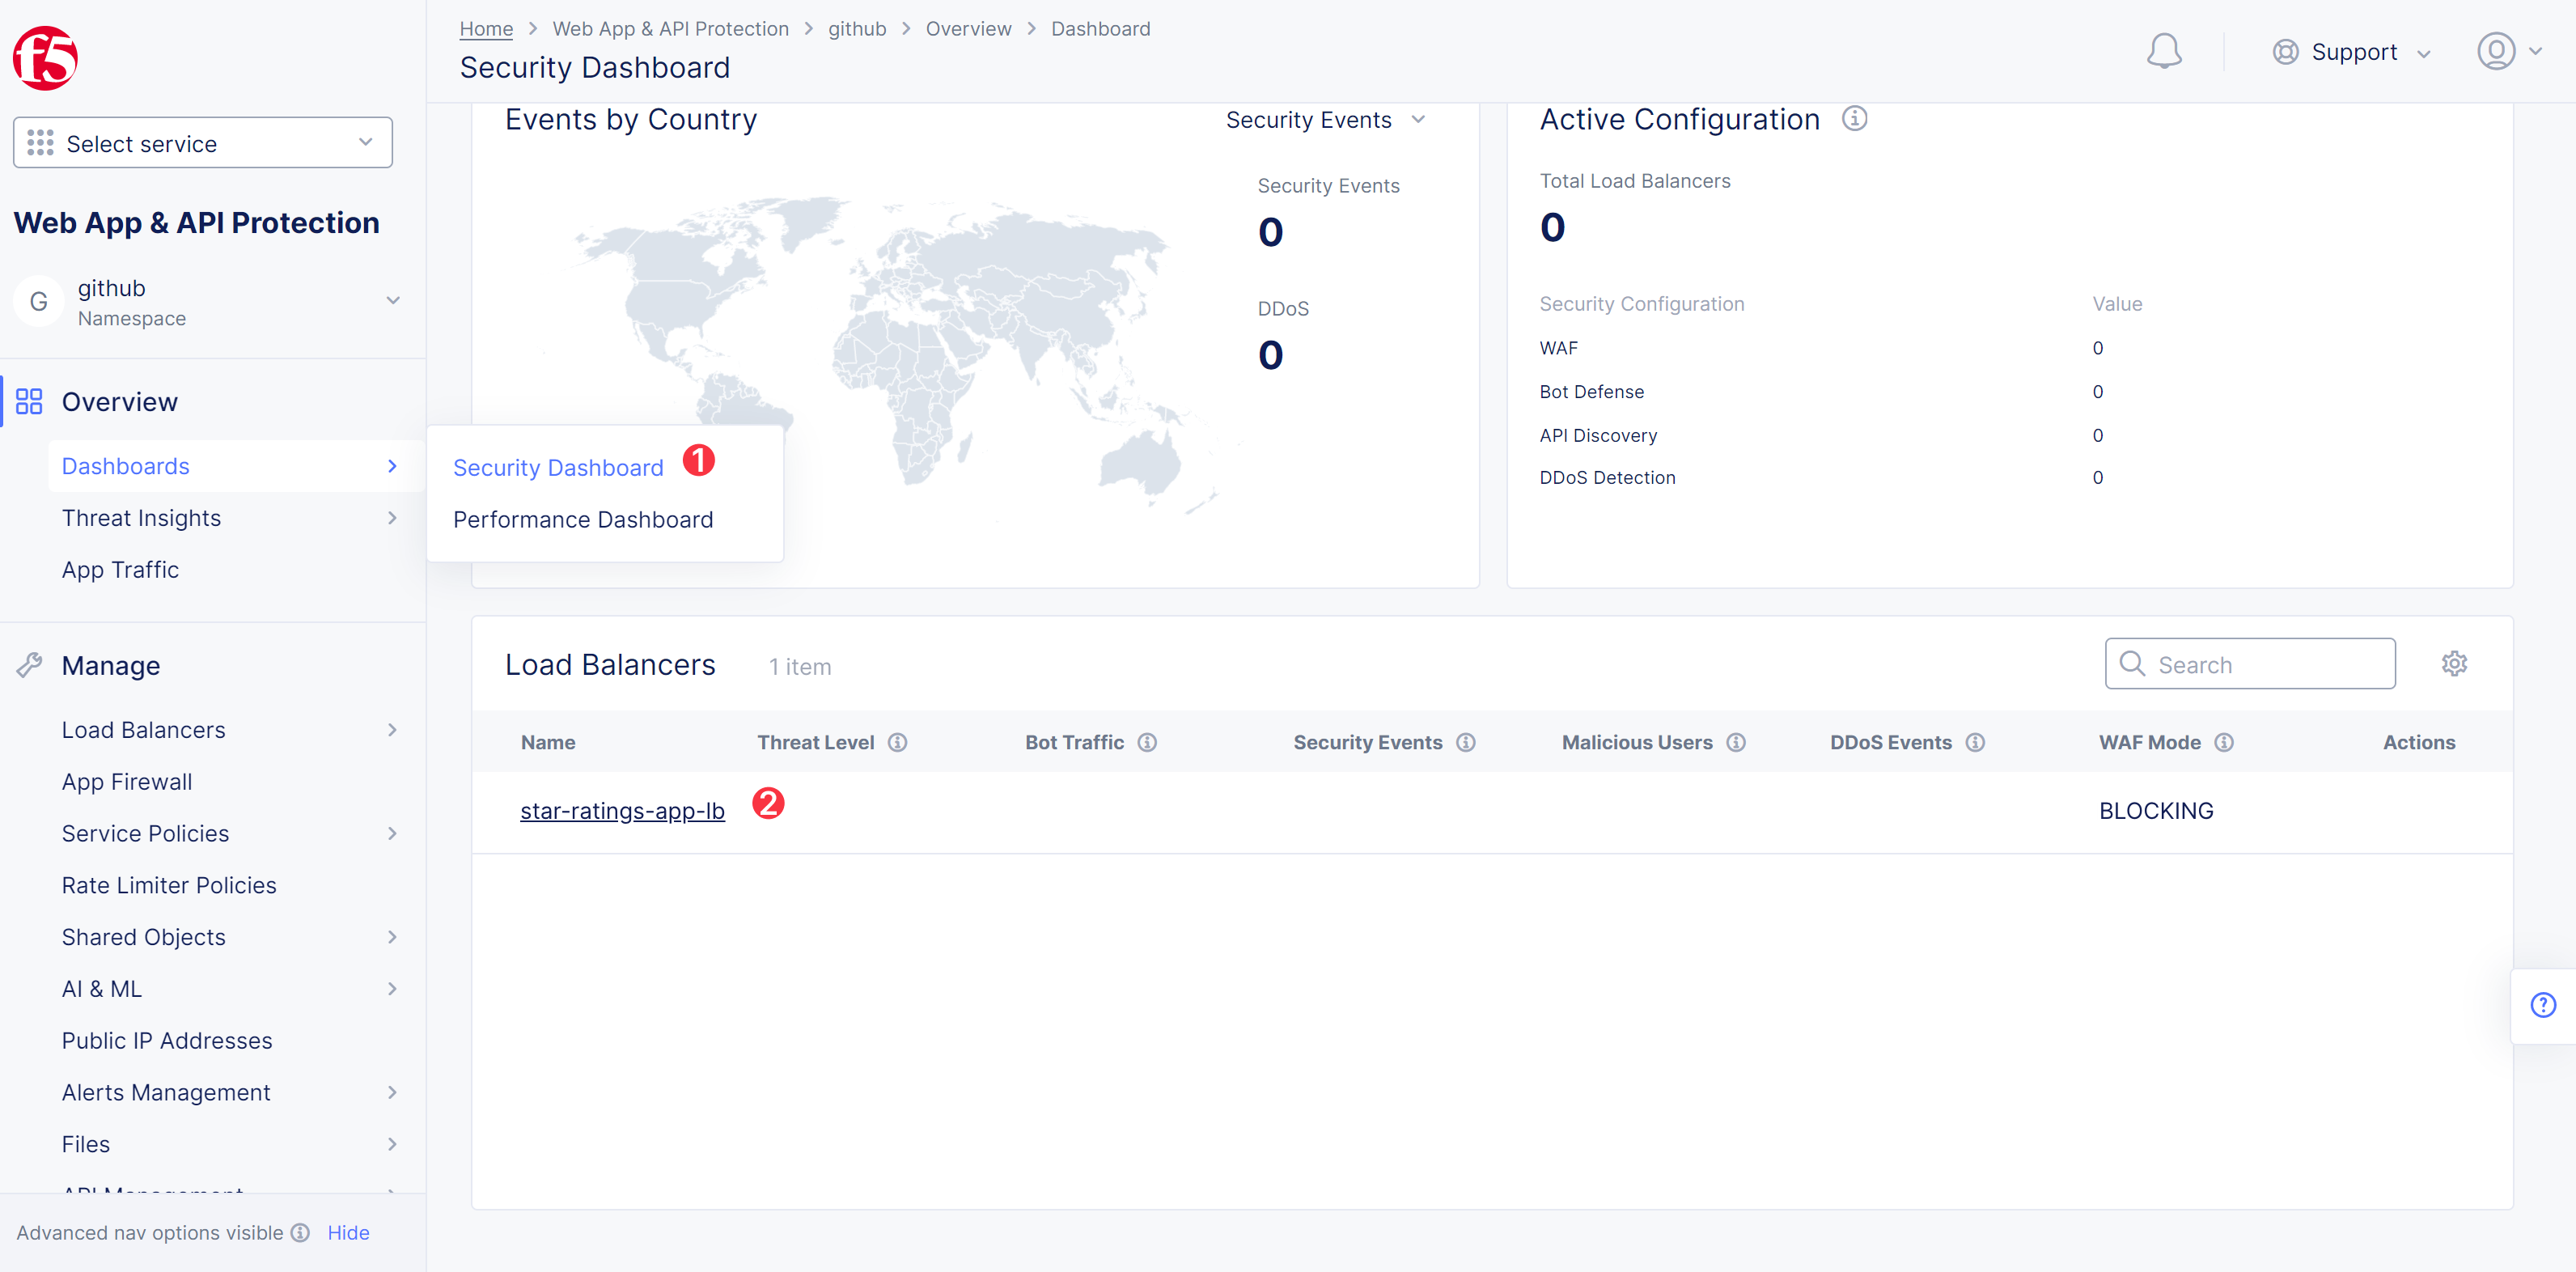 f5
Home > Web App & API Protection > github > Overview > Dashboard
Security Dashboard
Support
Select service
Web App & API Protection
G
github
Namespace
Overview
Dashboards
Threat Insights
App Traffic
Security Dashboard 1
Performance Dashboard
Manage
Load Balancers
App Firewall
Service Policies
Rate Limiter Policies
Shared Objects
AI & ML
Public IP Addresses
Alerts Management
Files
API Management
Advanced nav options visible Hide
Events by Country
Security Events
Security Events
0
DDoS
0
Active Configuration
Total Load Balancers
0
Security Configuration Value
WAF 0
Bot Defense 0
API Discovery 0
DDoS Detection 0
Load Balancers 1 item
Search
Name Threat Level Bot Traffic Security Events Malicious Users DDoS Events WAF Mode Actions
star-ratings-app-lb 2 BLOCKING